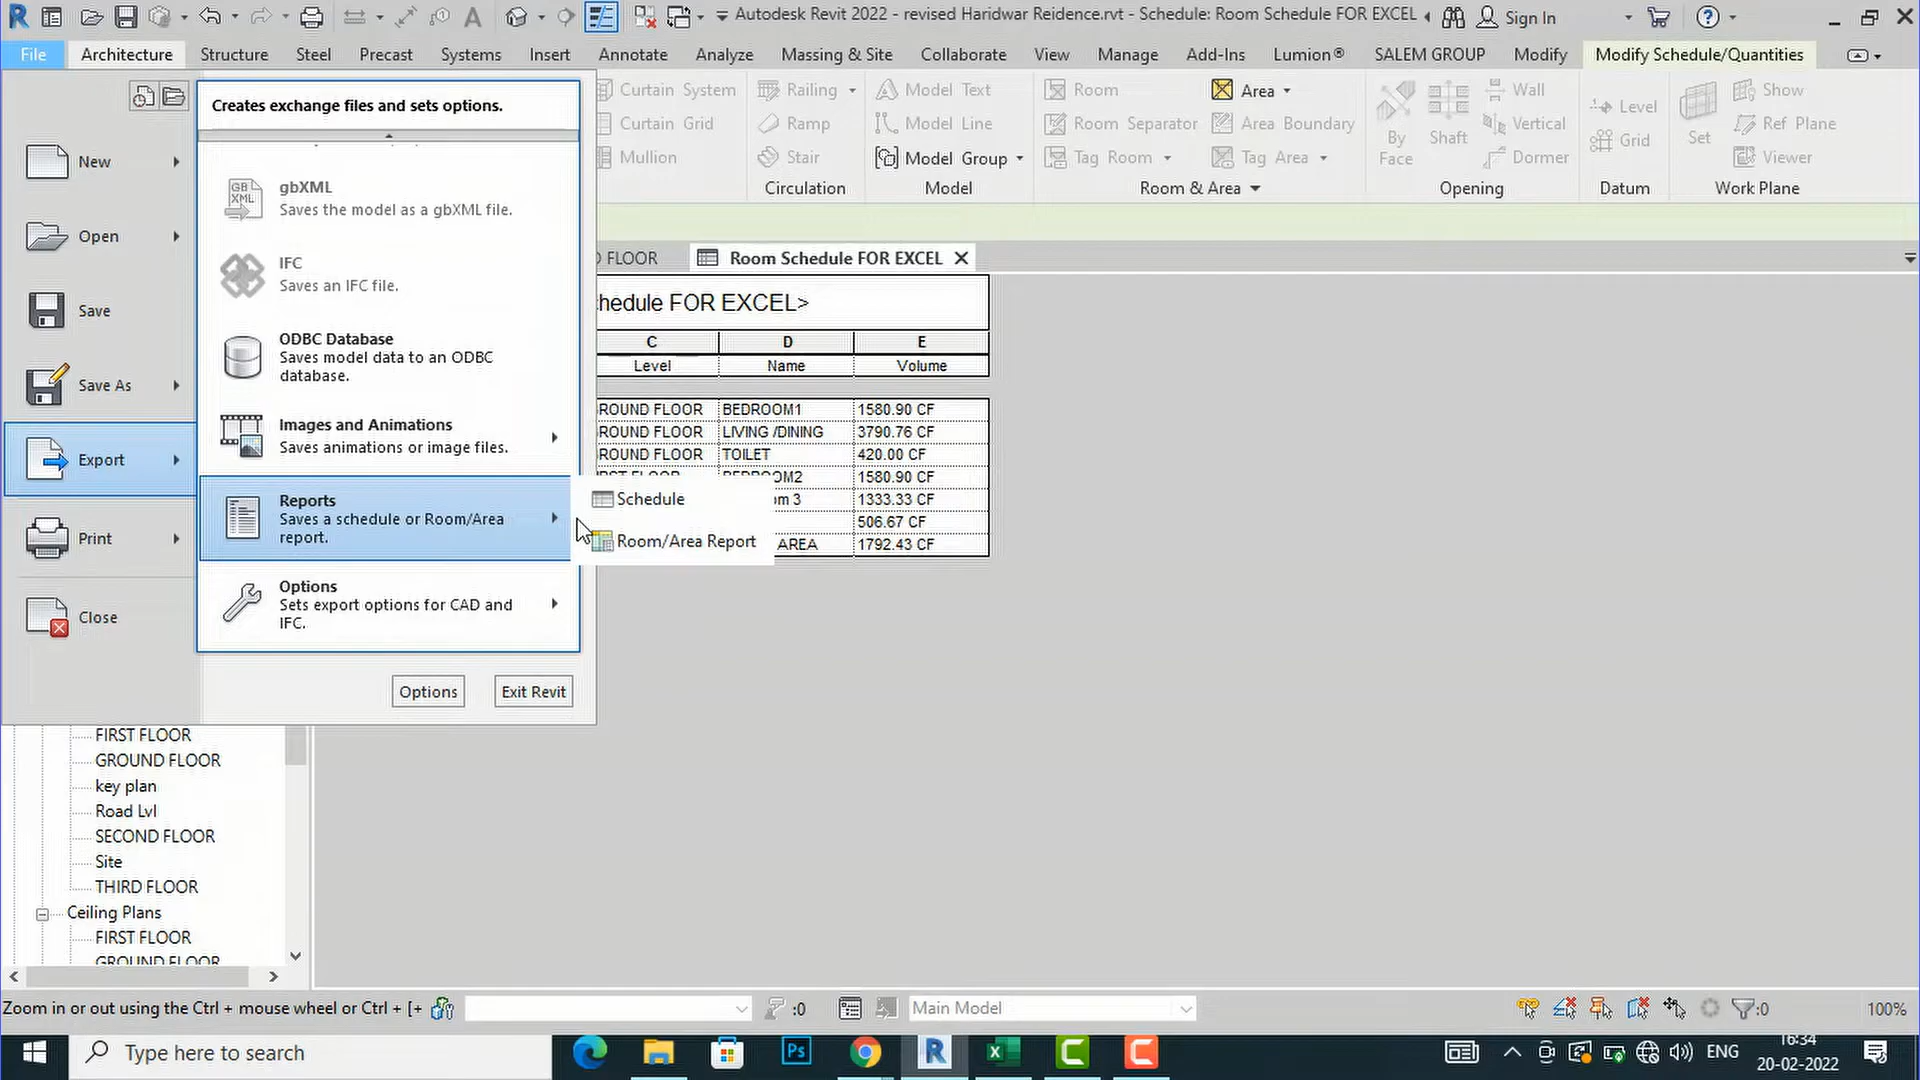 Autodesk Revit 2022 - revised Haridwar Reidence.rvt - Schedule: Room Schedule FOR EXCEL
Sign In
File
Architecture
Structure
Steel
Precast
Systems
Insert
Annotate
Analyze
Massing & Site
Collaborate
View
Manage
Add-Ins
Lumion®
SALEM GROUP
Modify
Modify Schedule/Quantities
Creates exchange files and sets options.
New
Open
Save
Save As
Export
Print
Close
gbXML
Saves the model as a gbXML file.
IFC
Saves an IFC file.
ODBC Database
Saves model data to an ODBC
database.
Images and Animations
Saves animations or image files.
Reports
Saves a schedule or Room/Area
report.
Options
Sets export options for CAD and
IFC.
Options
Exit Revit
Schedule
Room/Area Report
Curtain System
Curtain Grid
Mullion
Railing
Ramp
Stair
Circulation
Model Text
Model Line
Model Group
Model
Room
Room Separator
Tag Room
Area
Area Boundary
Tag Area
Room & Area
By
Face
Shaft
Wall
Vertical
Dormer
Opening
Level
Grid
Datum
Set
Show
Ref Plane
Viewer
Work Plane
FLOOR
Room Schedule FOR EXCEL
hedule FOR EXCEL>
C D E
Level Name Volume
ROUND FLOOR BEDROOM1 1580.90 CF
ROUND FLOOR LIVING /DINING 3790.76 CF
ROUND FLOOR TOILET 420.00 CF
1580.90 CF
om 3 1333.33 CF
506.67 CF
AREA 1792.43 CF
FIRST FLOOR
GROUND FLOOR
key plan
Road Lvl
SECOND FLOOR
Site
THIRD FLOOR
Ceiling Plans
FIRST FLOOR
GROUND FLOOR
Zoom in or out using the Ctrl + mouse wheel or Ctrl + [+
:0
Main Model
:0
100%
Type here to search
ENG
16:34
20-02-2022